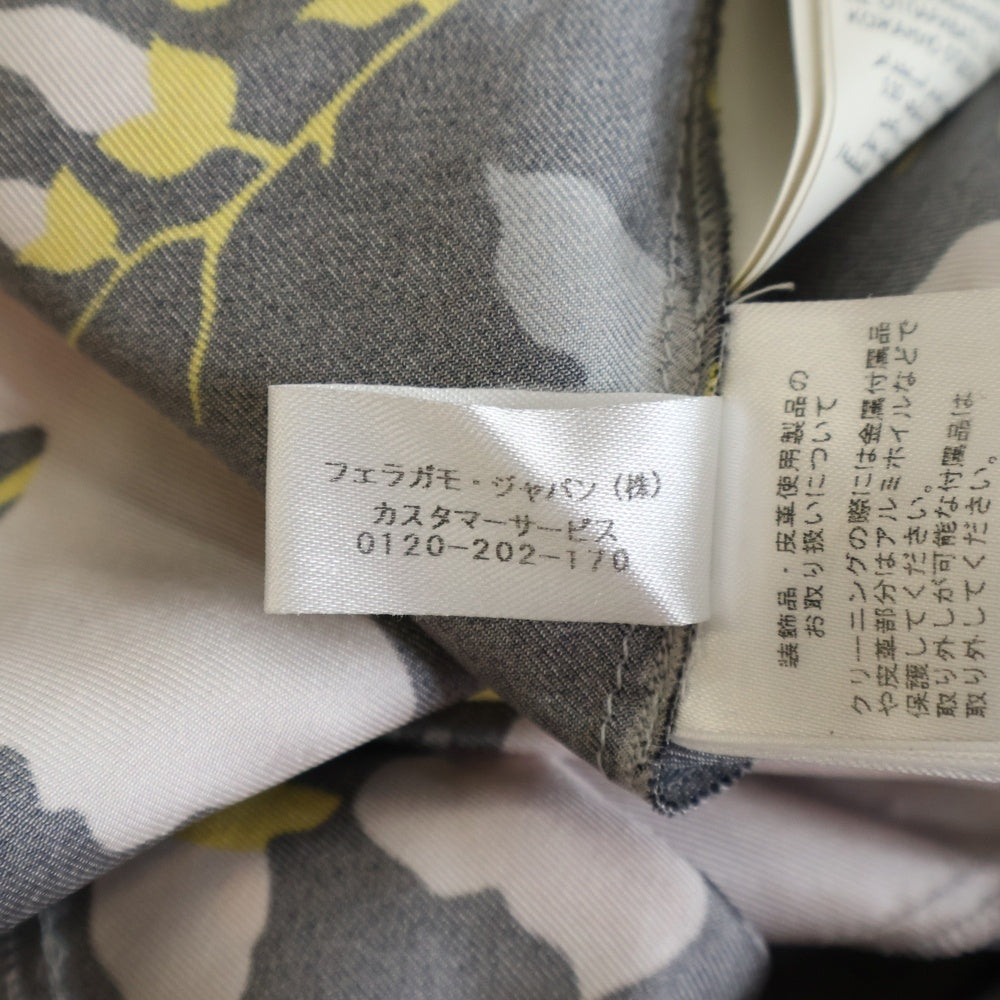 フェラガモ・ジャパン（株）
カスタマーサービス
0120-202-170
装飾品・皮革使用製品の
お取り扱いについて
クリーニングの際には金属付属品
や皮革部分はアルミホイルなどで
保護してください。
取り外しが可能な付属品は、
取り外してください。